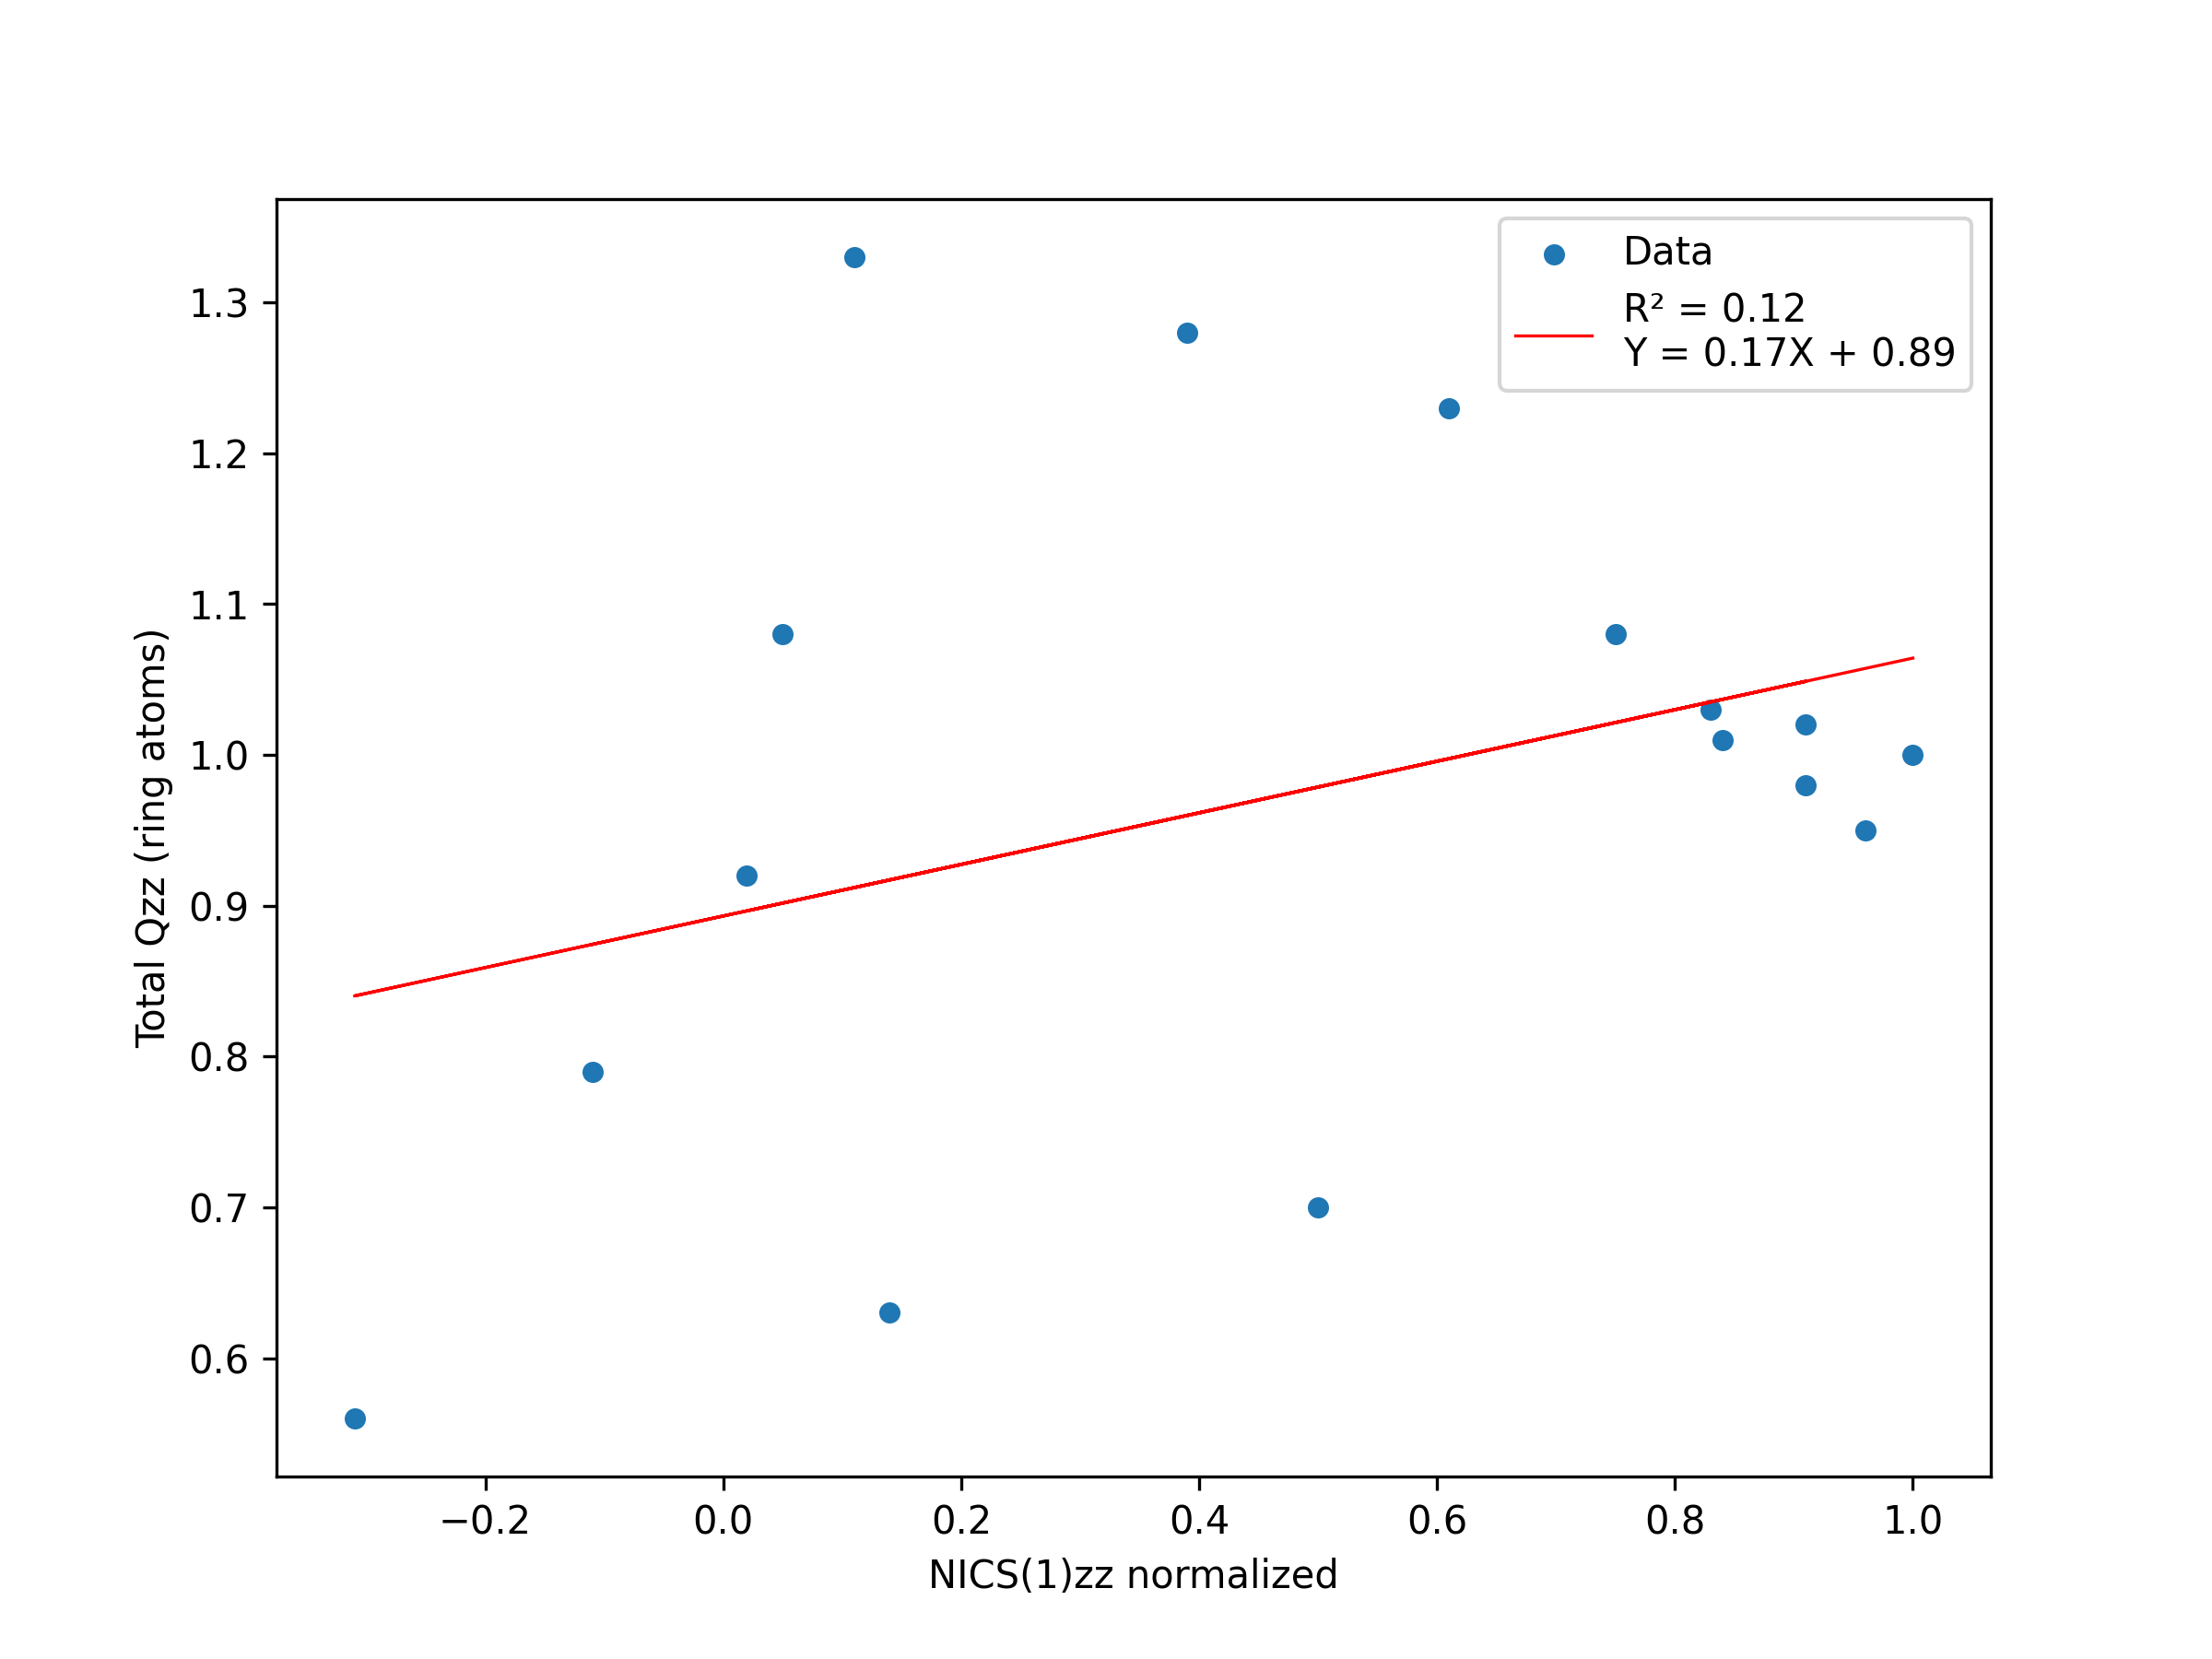 Data
R² = 0.12
Y = 0.17X + 0.89
1.3
1.2
1.1
1.0
0.9
0.8
0.7
0.6
Total Qzz (ring atoms)
−0.2 0.0 0.2 0.4 0.6 0.8 1.0
NICS(1)zz normalized